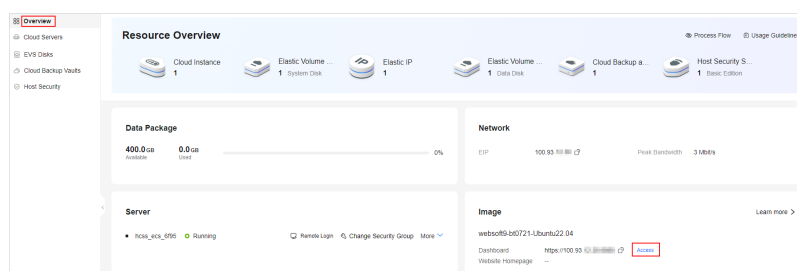 Overview
Cloud Servers
EVS Disks
Cloud Backup Vaults
Host Security
Resource Overview
Process Flow
Usage Guideline
Cloud Instance
1
Elastic Volume ...
1 System Disk
Elastic IP
1
Elastic Volume ...
1 Data Disk
Cloud Backup a...
1
Host Security S...
1 Basic Edition
Data Package
400.0 GB
Available
0.0 GB
Used
0%
Network
EIP 100.93.
Peak Bandwidth 3 Mbit/s
Server
hcss_ecs_6f95 Running
Remote Login Change Security Group More
Image
Learn more
websoft9-bt0721-Ubuntu22.04
Dashboard https://100.93. Access
Website Homepage --